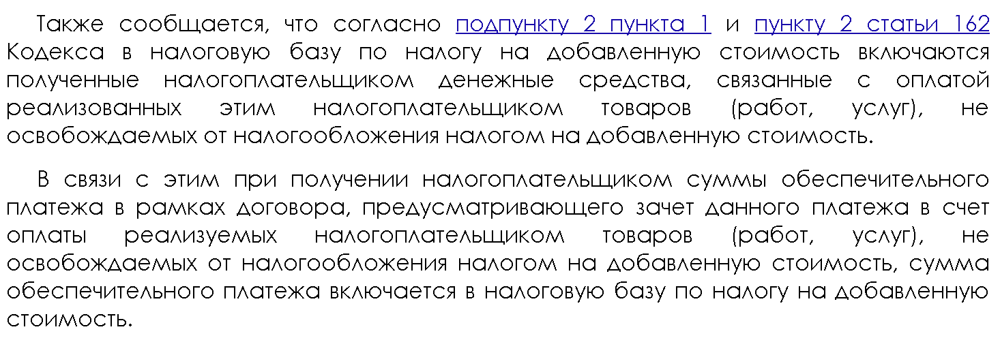 Также сообщается, что согласно подпункту 2 пункта 1 и пункту 2 статьи 162
Кодекса в налоговую базу по налогу на добавленную стоимость включаются
полученные налогоплательщиком денежные средства, связанные с оплатой
реализованных этим налогоплательщиком товаров (работ, услуг), не
освобождаемых от налогообложения налогом на добавленную стоимость.
В связи с этим при получении налогоплательщиком суммы обеспечительного
платежа в рамках договора, предусматривающего зачет данного платежа в счет
оплаты реализуемых налогоплательщиком товаров (работ, услуг), не
освобождаемых от налогообложения налогом на добавленную стоимость, сумма
обеспечительного платежа включается в налоговую базу по налогу на добавленную
стоимость.